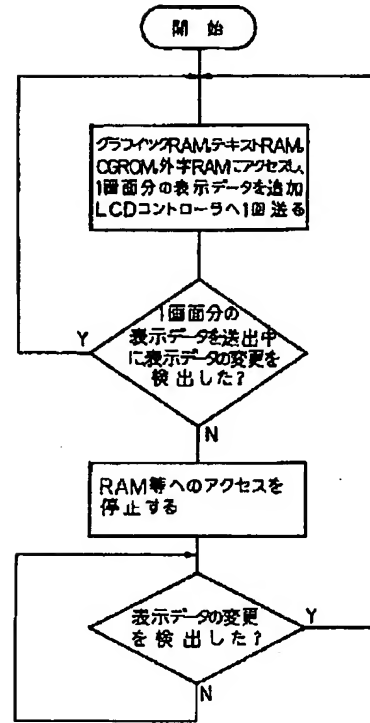 開始
グラフイックRAM,テキストRAM,
CGROM,外字RAMにアクセスし、
1画面分の表示データを追加
LCDコントローラへ1回送る
1画面分の
表示データを送出中
に表示データの変更を
検出した?
Y
N
RAM等へのアクセスを
停止する
表示データの変更
を検出した?
Y
N